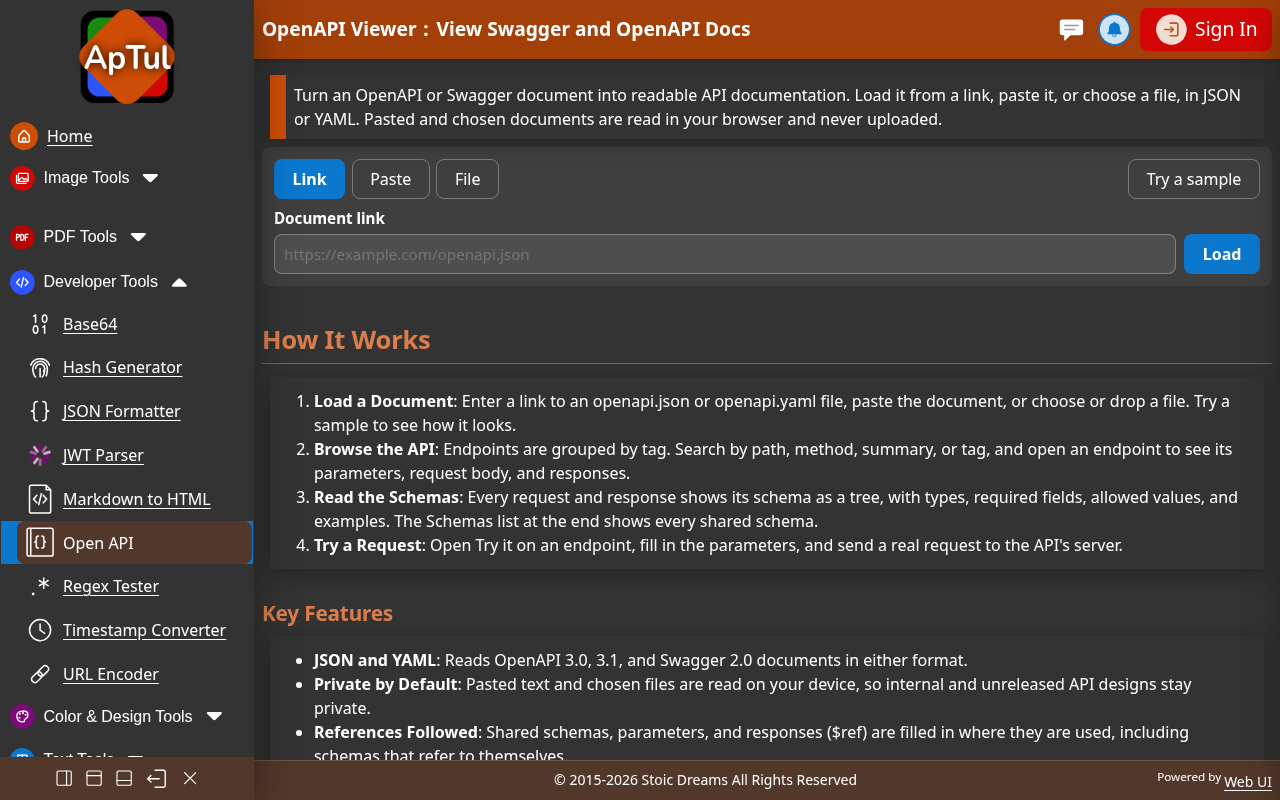 ApTul
Home
Image Tools
PDF Tools
PDF
Developer Tools
Base64
Hash Generator
JSON Formatter
JWT Parser
Markdown to HTML
Open API
Regex Tester
Timestamp Converter
URL Encoder
Color & Design Tools
Text Tools
OpenAPI Viewer : View Swagger and OpenAPI Docs
Sign In
Turn an OpenAPI or Swagger document into readable API documentation. Load it from a link, paste it, or choose a file, in JSON
or YAML. Pasted and chosen documents are read in your browser and never uploaded.
Link
Paste
File
Try a sample
Document link
https://example.com/openapi.json
Load
How It Works
1. Load a Document: Enter a link to an openapi.json or openapi.yaml file, paste the document, or choose or drop a file. Try a
sample to see how it looks.
2. Browse the API: Endpoints are grouped by tag. Search by path, method, summary, or tag, and open an endpoint to see its
parameters, request body, and responses.
3. Read the Schemas: Every request and response shows its schema as a tree, with types, required fields, allowed values, and
examples. The Schemas list at the end shows every shared schema.
4. Try a Request: Open Try it on an endpoint, fill in the parameters, and send a real request to the API's server.
Key Features
• JSON and YAML: Reads OpenAPI 3.0, 3.1, and Swagger 2.0 documents in either format.
• Private by Default: Pasted text and chosen files are read on your device, so internal and unreleased API designs stay
private.
• References Followed: Shared schemas, parameters, and responses ($ref) are filled in where they are used, including
schemas that refer to themselves.
© 2015-2026 Stoic Dreams All Rights Reserved
Powered by Web UI